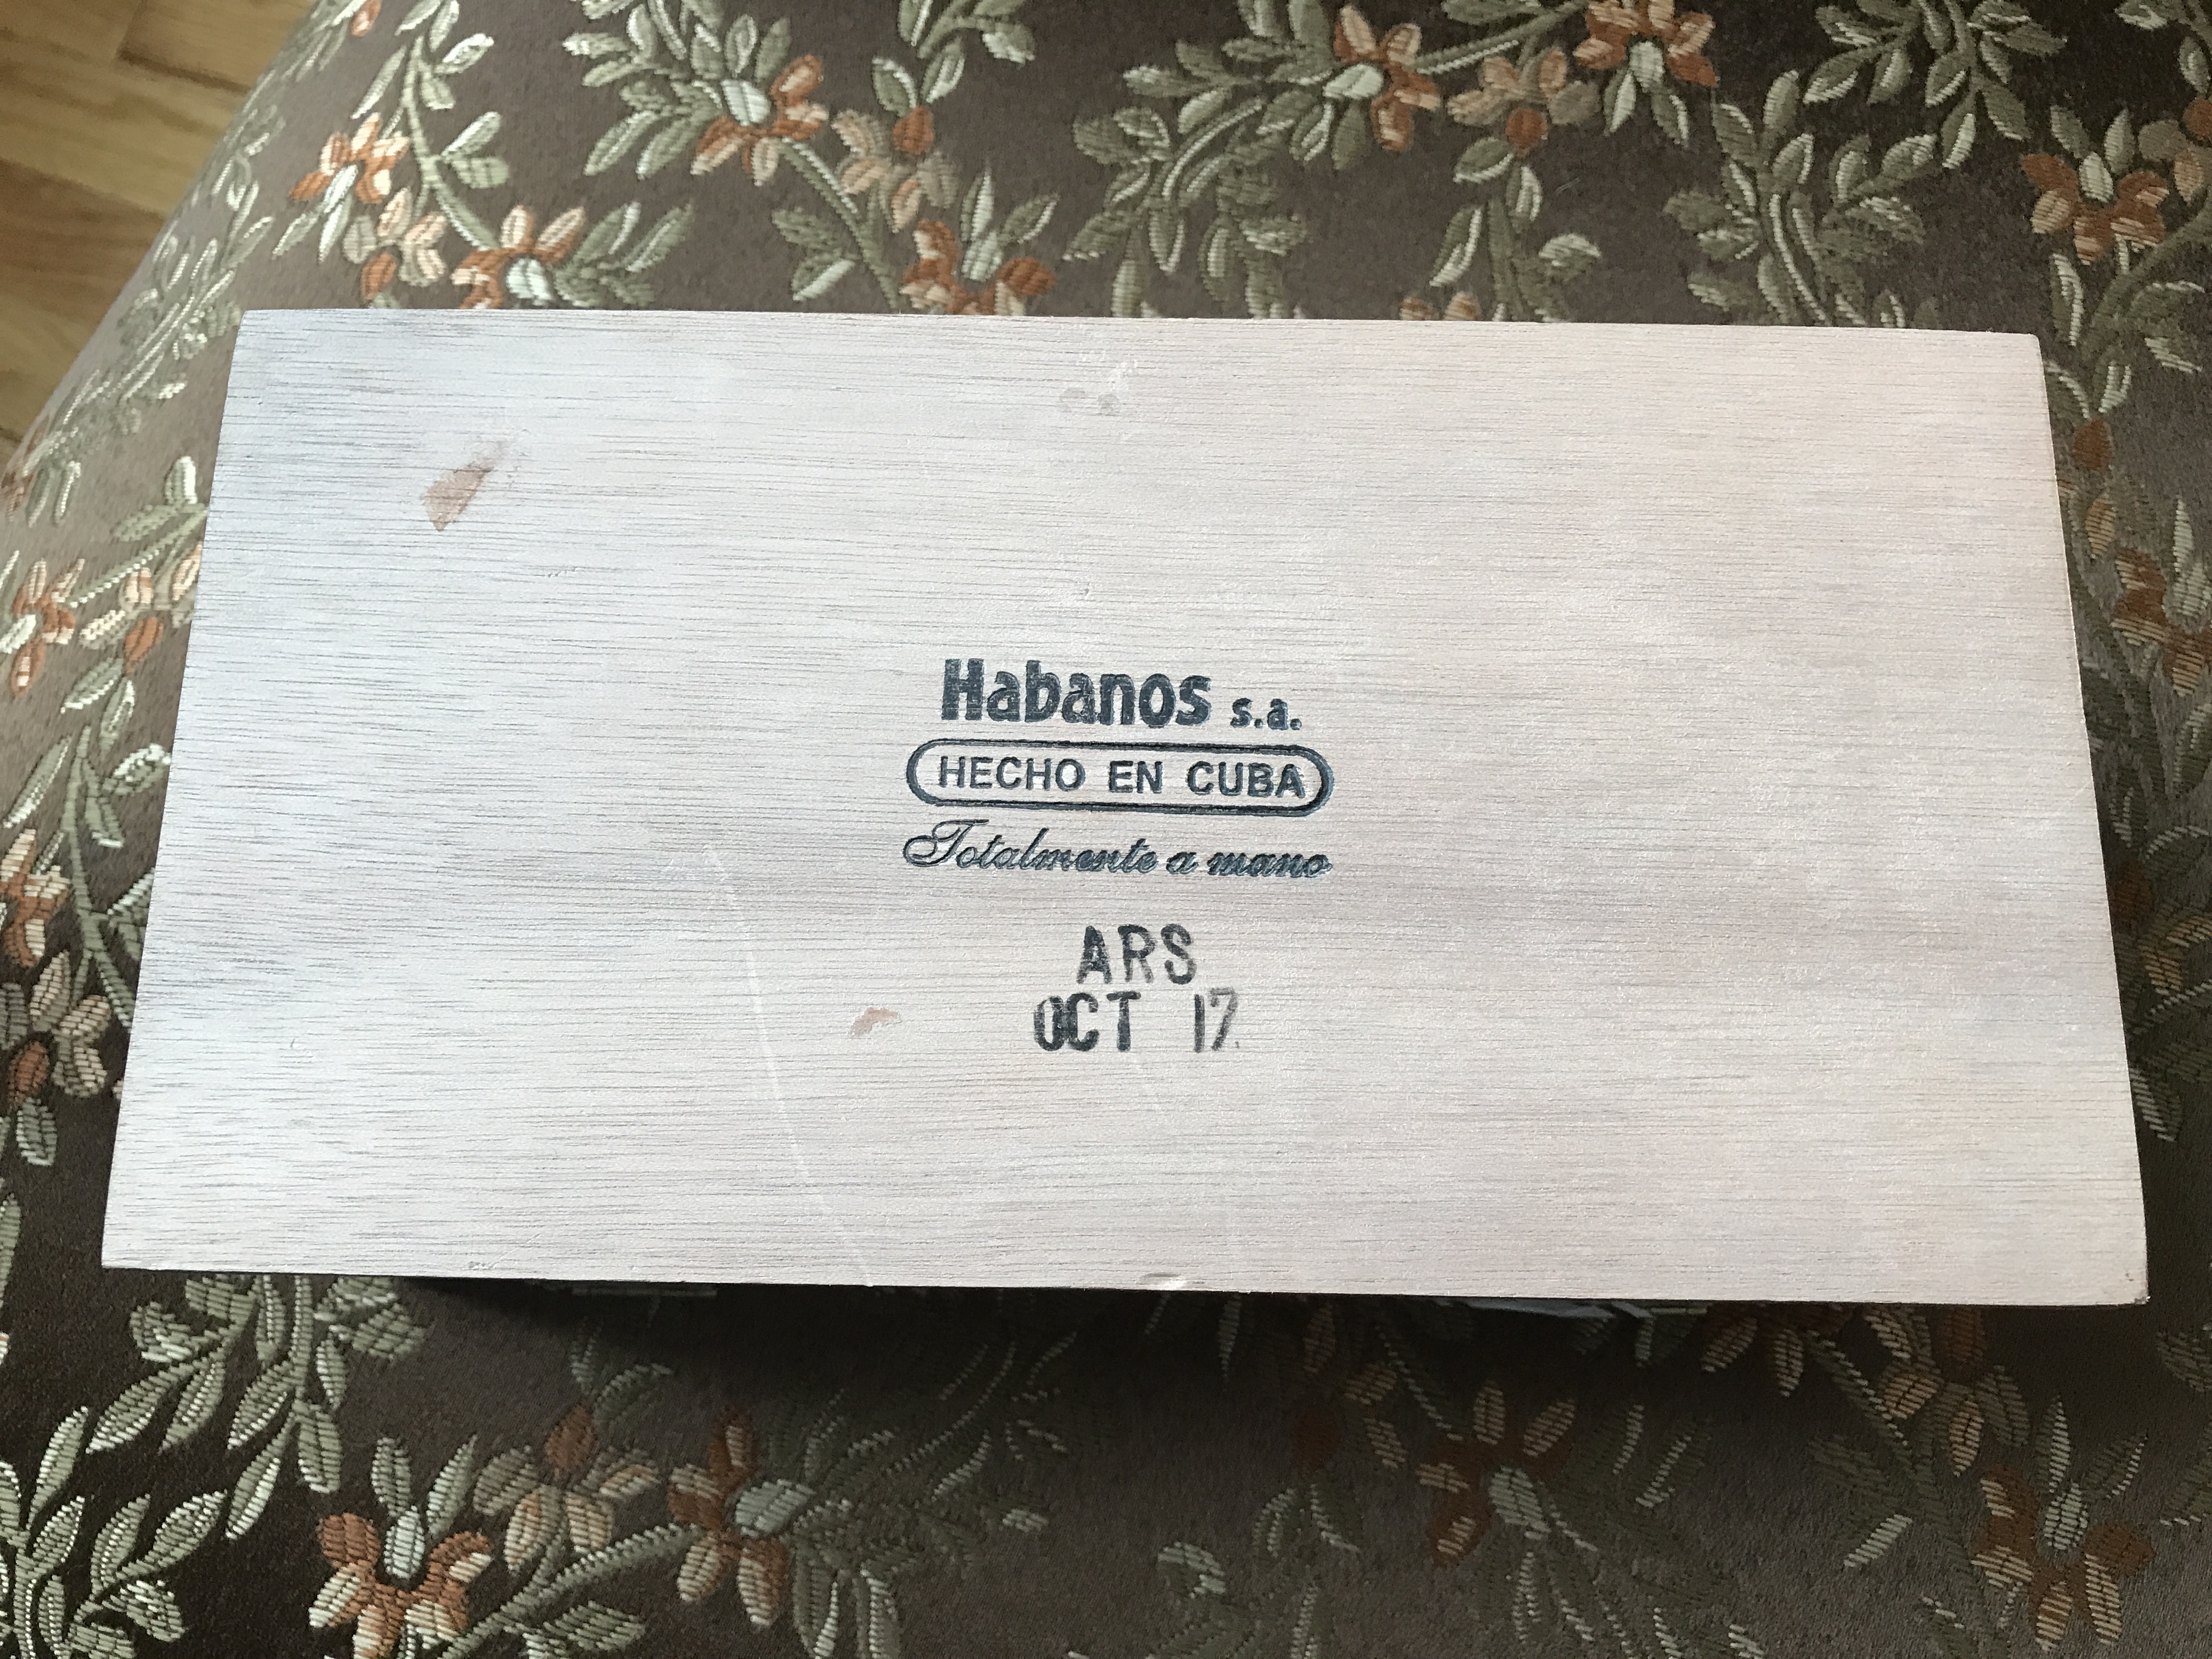 Habanos s.a.
HECHO EN CUBA
Totalmente a mano
ARS
OCT 17